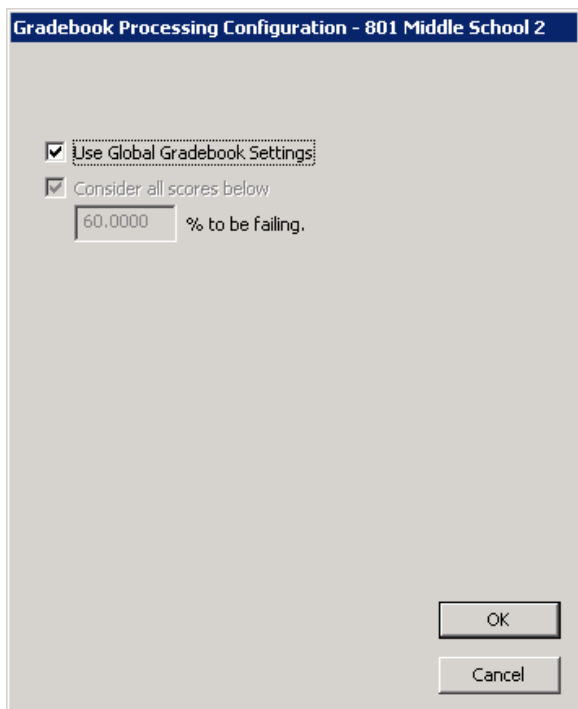 Gradebook Processing Configuration - 801 Middle School 2
Use Global Gradebook Settings
Consider all scores below
60.0000 % to be failing.
OK
Cancel